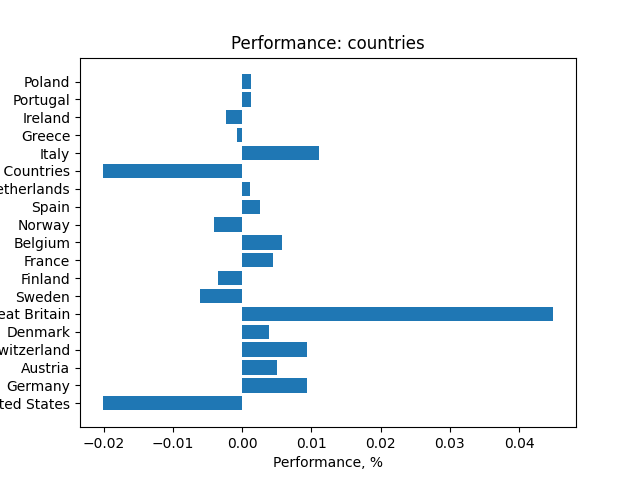 Performance: countries
Poland
Portugal
Ireland
Greece
Italy
Countries
etherlands
Spain
Norway
Belgium
France
Finland
Sweden
eat Britain
Denmark
witzerland
Austria
Germany
ted States
−0.02 −0.01 0.00 0.01 0.02 0.03 0.04
Performance, %